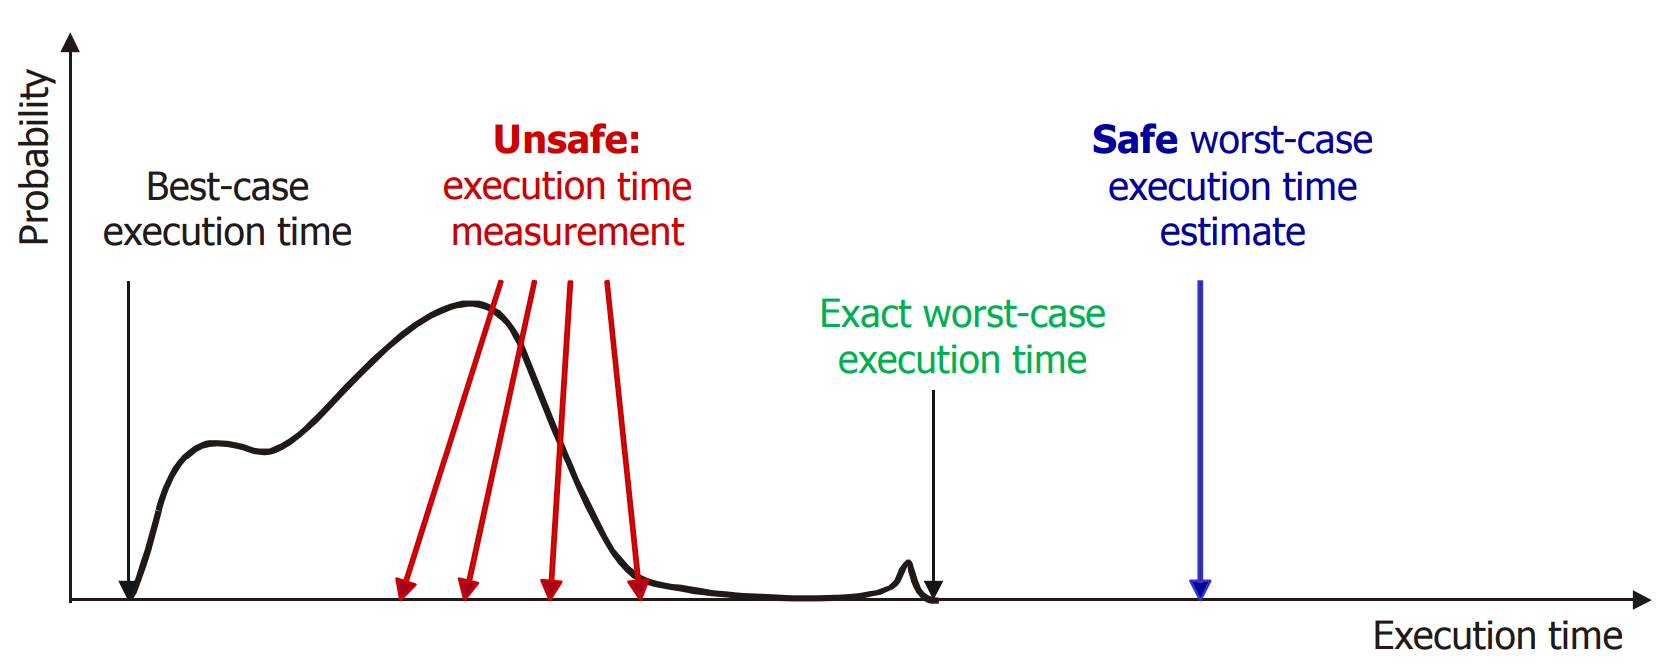 Probability
Best-case
execution time
Unsafe:
execution time
measurement
Exact worst-case
execution time
Safe worst-case
execution time
estimate
Execution time